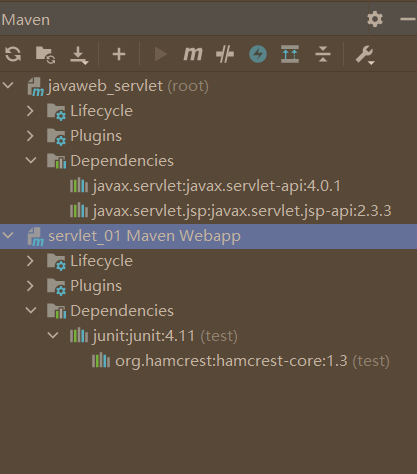 Maven
javaweb_servlet (root)
Lifecycle
Plugins
Dependencies
javax.servlet:javax.servlet-api:4.0.1
javax.servlet.jsp:javax.servlet.jsp-api:2.3.3
servlet_01 Maven Webapp
Lifecycle
Plugins
Dependencies
junit:junit:4.11 (test)
org.hamcrest:hamcrest-core:1.3 (test)